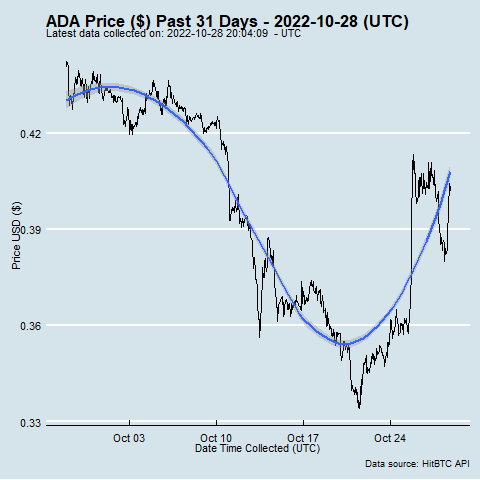 ADA Price ($) Past 31 Days - 2022-10-28 (UTC)
Latest data collected on: 2022-10-28 20:04:09  - UTC
Price USD ($)
0.42
0.39
0.36
0.33
Oct 03 Oct 10 Oct 17 Oct 24
Date Time Collected (UTC)
Data source: HitBTC API